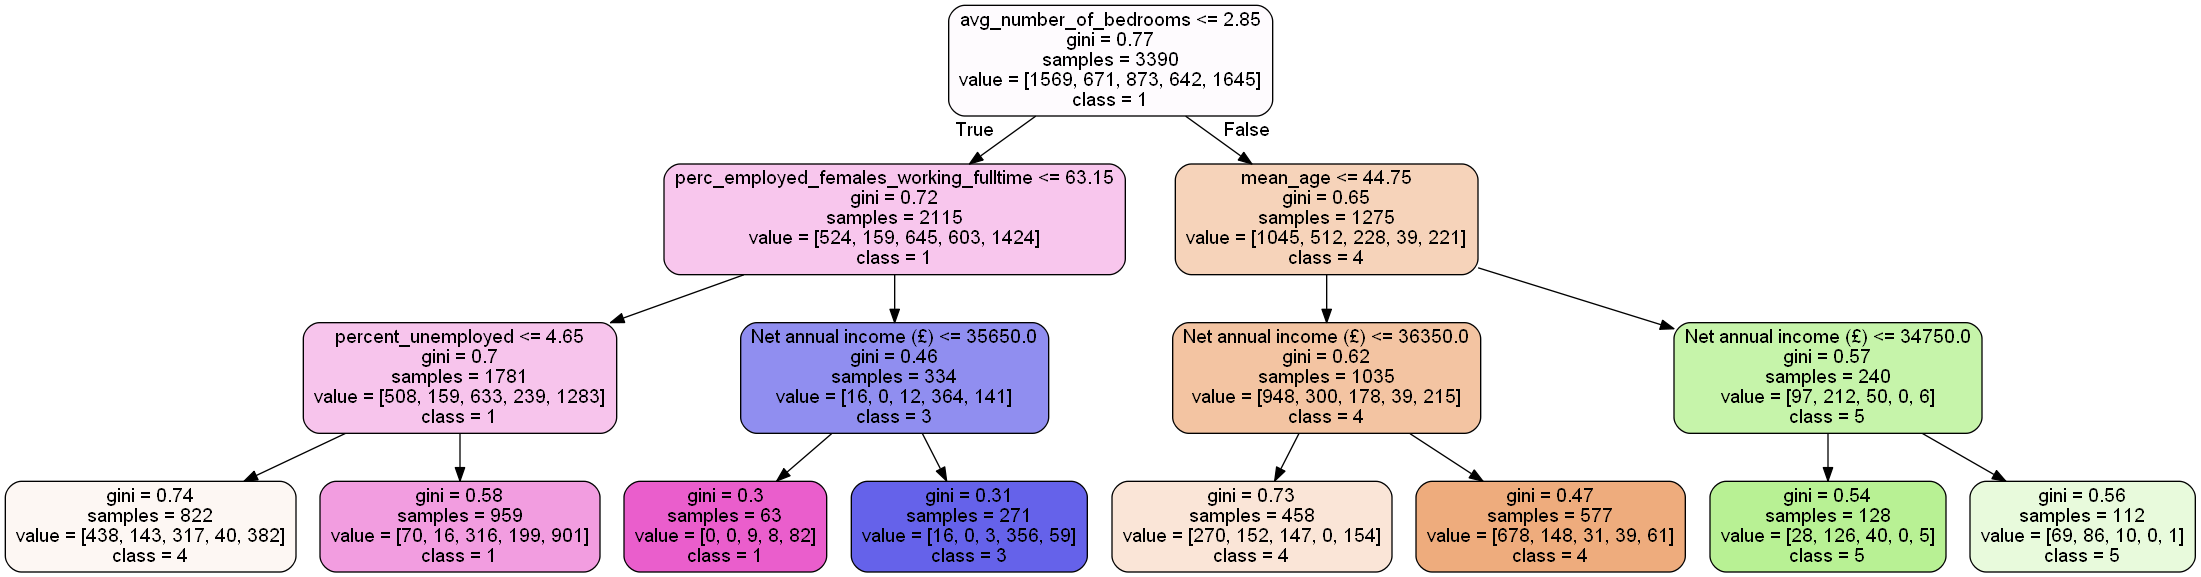 avg_number_of_bedrooms <= 2.85
gini = 0.77
samples = 3390
value = [1569, 671, 873, 642, 1645]
class = 1
True
False
perc_employed_females_working_fulltime <= 63.15
gini = 0.72
samples = 2115
value = [524, 159, 645, 603, 1424]
class = 1
mean_age <= 44.75
gini = 0.65
samples = 1275
value = [1045, 512, 228, 39, 221]
class = 4
percent_unemployed <= 4.65
gini = 0.7
samples = 1781
value = [508, 159, 633, 239, 1283]
class = 1
Net annual income (£) <= 35650.0
gini = 0.46
samples = 334
value = [16, 0, 12, 364, 141]
class = 3
Net annual income (£) <= 36350.0
gini = 0.62
samples = 1035
value = [948, 300, 178, 39, 215]
class = 4
Net annual income (£) <= 34750.0
gini = 0.57
samples = 240
value = [97, 212, 50, 0, 6]
class = 5
gini = 0.74
samples = 822
value = [438, 143, 317, 40, 382]
class = 4
gini = 0.58
samples = 959
value = [70, 16, 316, 199, 901]
class = 1
gini = 0.3
samples = 63
value = [0, 0, 9, 8, 82]
class = 1
gini = 0.31
samples = 271
value = [16, 0, 3, 356, 59]
class = 3
gini = 0.73
samples = 458
value = [270, 152, 147, 0, 154]
class = 4
gini = 0.47
samples = 577
value = [678, 148, 31, 39, 61]
class = 4
gini = 0.54
samples = 128
value = [28, 126, 40, 0, 5]
class = 5
gini = 0.56
samples = 112
value = [69, 86, 10, 0, 1]
class = 5